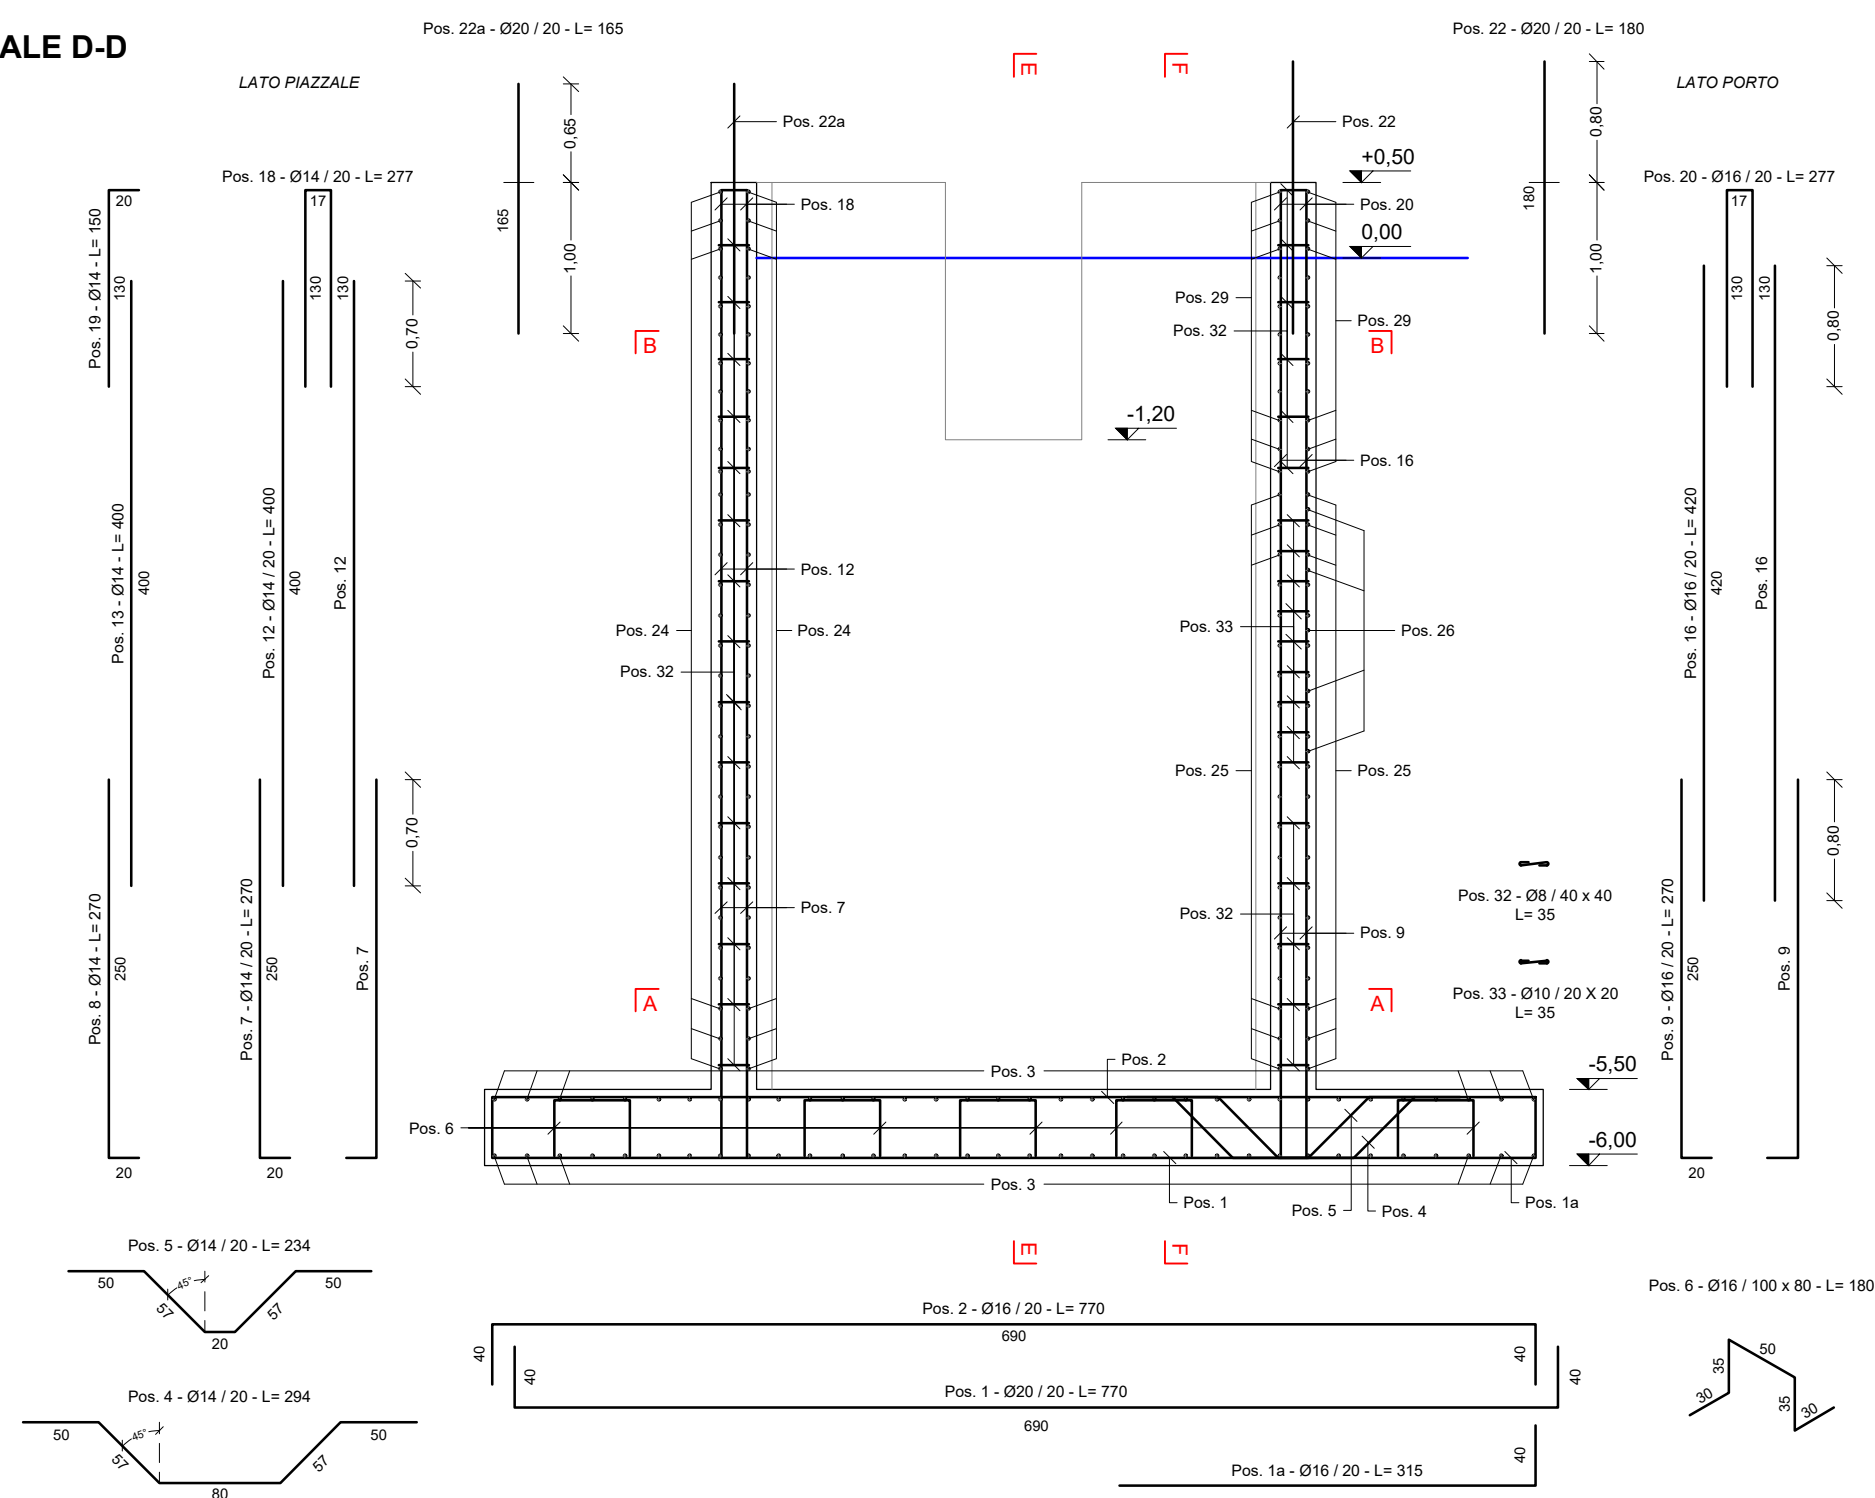 Pos. 22a - Ø20 / 20 - L= 165
Pos. 22 - Ø20 / 20 - L= 180
ALE D-D
E
F
LATO PIAZZALE
LATO PORTO
0,65
0,80
Pos. 22a
Pos. 22
+0,50
Pos. 18 - Ø14 / 20 - L= 277
Pos. 20 - Ø16 / 20 - L= 277
20
17
17
Pos. 18
Pos. 20
165
180
Pos. 19 - Ø14 - L= 150
0,00
1,00
1,00
130
130
130
130
130
Pos. 29
Pos. 29
Pos. 32
0,70
0,80
B
B
-1,20
Pos. 16
Pos. 13 - Ø14 - L= 400
400
Pos. 12 - Ø14 / 20 - L= 400
400
Pos. 12
Pos. 12
Pos. 16 - Ø16 / 20 - L= 420
420
Pos. 16
Pos. 24
Pos. 24
Pos. 33
Pos. 26
Pos. 32
Pos. 25
Pos. 25
0,70
0,80
Pos. 32 - Ø8 / 40 x 40
L= 35
Pos. 7
Pos. 32
Pos. 9
Pos. 8 - Ø14 - L= 270
250
Pos. 7 - Ø14 / 20 - L= 270
250
Pos. 7
Pos. 9 - Ø16 / 20 - L= 270
250
Pos. 9
Pos. 33 - Ø10 / 20 X 20
L= 35
A
A
Pos. 2
Pos. 3
-5,50
Pos. 6
-6,00
20
20
20
Pos. 3
Pos. 1
Pos. 5
Pos. 4
Pos. 1a
E
F
Pos. 5 - Ø14 / 20 - L= 234
50
45°
50
57
57
20
Pos. 6 - Ø16 / 100 x 80 - L= 180
Pos. 2 - Ø16 / 20 - L= 770
690
40
40
40
40
Pos. 1 - Ø20 / 20 - L= 770
690
50
35
35
30
30
Pos. 4 - Ø14 / 20 - L= 294
50
45°
50
57
57
80
40
Pos. 1a - Ø16 / 20 - L= 315